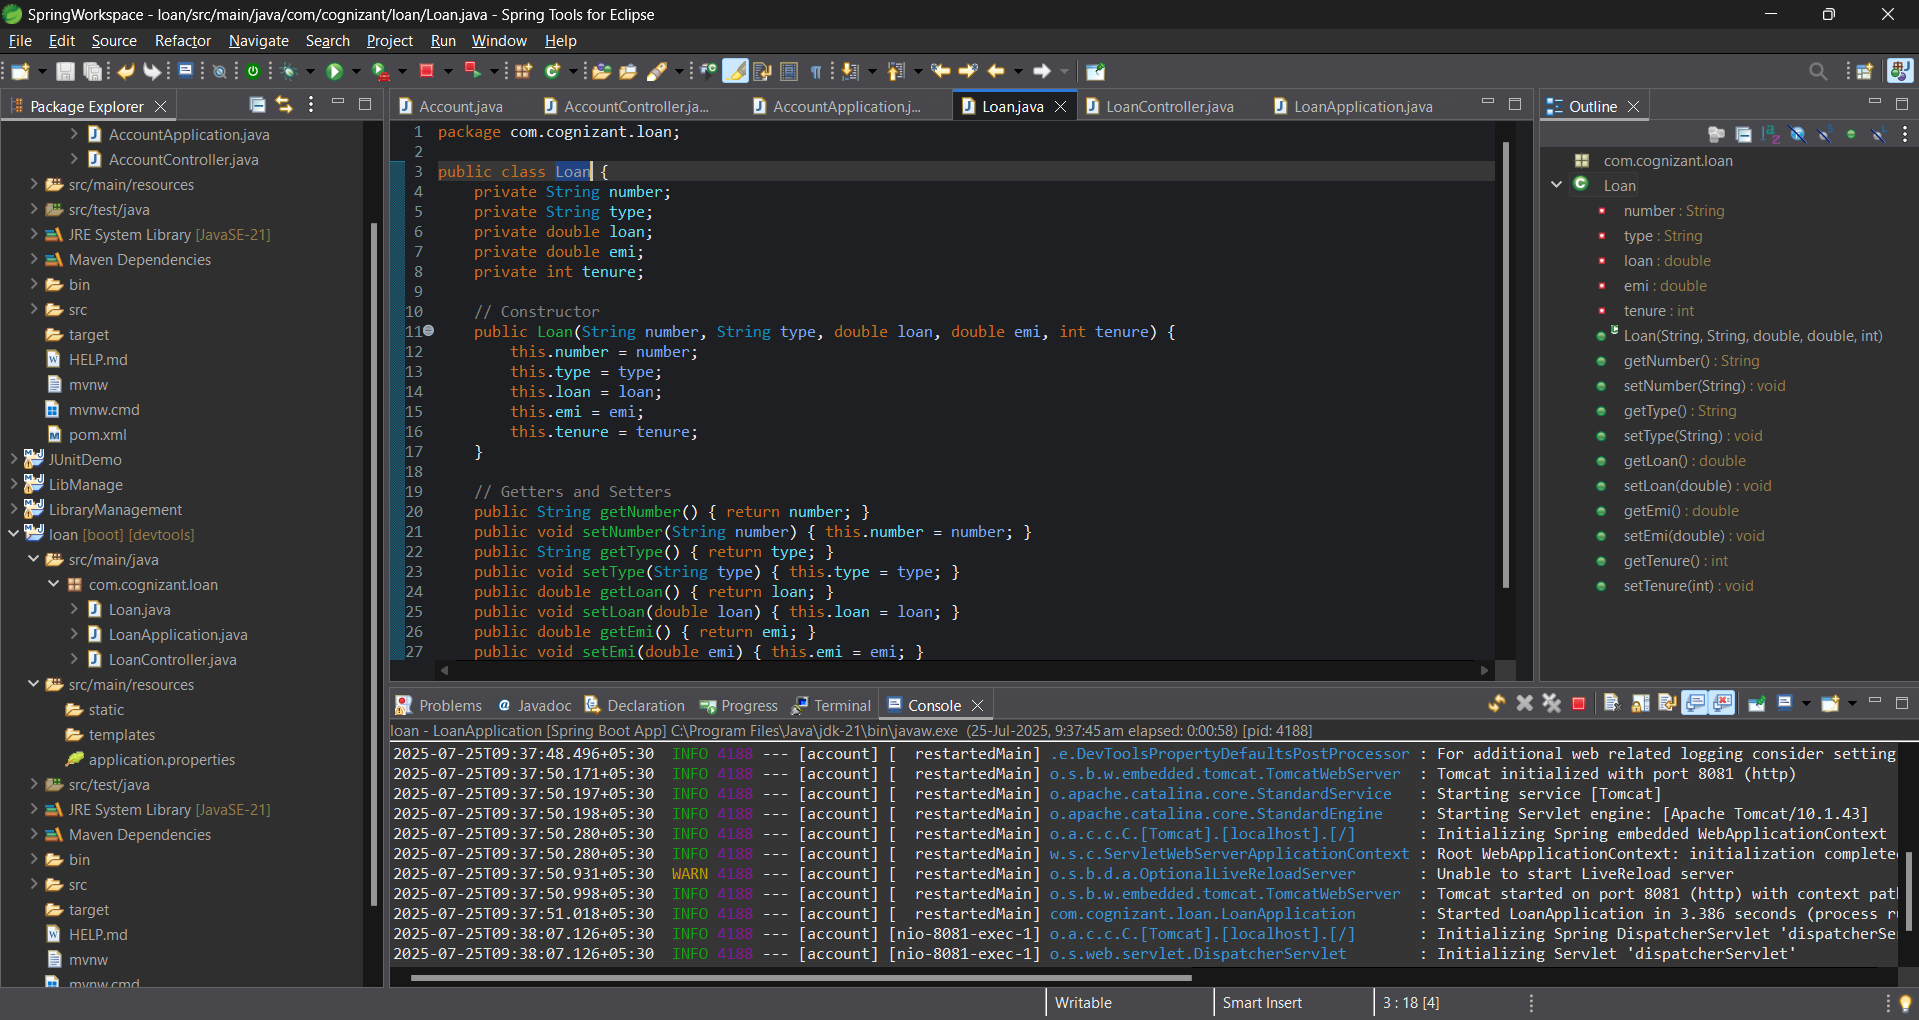 SpringWorkspace - loan/src/main/java/com/cognizant/loan/Loan.java - Spring Tools for Eclipse
File Edit Source Refactor Navigate Search Project Run Window Help
Package Explorer
AccountApplication.java
AccountController.java
src/main/resources
src/test/java
JRE System Library [JavaSE-21]
Maven Dependencies
bin
src
target
HELP.md
mvnw
mvnw.cmd
pom.xml
JUnitDemo
LibManage
LibraryManagement
loan [boot] [devtools]
src/main/java
com.cognizant.loan
Loan.java
LoanApplication.java
LoanController.java
src/main/resources
static
templates
application.properties
src/test/java
JRE System Library [JavaSE-21]
Maven Dependencies
bin
src
target
HELP.md
mvnw
mvnw.cmd
Account.java AccountController.ja... AccountApplication.j... Loan.java LoanController.java LoanApplication.java
1 package com.cognizant.loan;
2
3 public class Loan {
4 private String number;
5 private String type;
6 private double loan;
7 private double emi;
8 private int tenure;
9
10 // Constructor
11 public Loan(String number, String type, double loan, double emi, int tenure) {
12 this.number = number;
13 this.type = type;
14 this.loan = loan;
15 this.emi = emi;
16 this.tenure = tenure;
17 }
18
19 // Getters and Setters
20 public String getNumber() { return number; }
21 public void setNumber(String number) { this.number = number; }
22 public String getType() { return type; }
23 public void setType(String type) { this.type = type; }
24 public double getLoan() { return loan; }
25 public void setLoan(double loan) { this.loan = loan; }
26 public double getEmi() { return emi; }
27 public void setEmi(double emi) { this.emi = emi; }
Outline
com.cognizant.loan
Loan
number : String
type : String
loan : double
emi : double
tenure : int
Loan(String, String, double, double, int)
getNumber() : String
setNumber(String) : void
getType() : String
setType(String) : void
getLoan() : double
setLoan(double) : void
getEmi() : double
setEmi(double) : void
getTenure() : int
setTenure(int) : void
Problems Javadoc Declaration Progress Terminal Console
loan - LoanApplication [Spring Boot App] C:\Program Files\Java\jdk-21\bin\javaw.exe (25-Jul-2025, 9:37:45 am elapsed: 0:00:58) [pid: 4188]
2025-07-25T09:37:48.496+05:30 INFO 4188 --- [account] [ restartedMain] .e.DevToolsPropertyDefaultsPostProcessor : For additional web related logging consider setting
2025-07-25T09:37:50.171+05:30 INFO 4188 --- [account] [ restartedMain] o.s.b.w.embedded.tomcat.TomcatWebServer : Tomcat initialized with port 8081 (http)
2025-07-25T09:37:50.197+05:30 INFO 4188 --- [account] [ restartedMain] o.apache.catalina.core.StandardService : Starting service [Tomcat]
2025-07-25T09:37:50.198+05:30 INFO 4188 --- [account] [ restartedMain] o.apache.catalina.core.StandardEngine : Starting Servlet engine: [Apache Tomcat/10.1.43]
2025-07-25T09:37:50.280+05:30 INFO 4188 --- [account] [ restartedMain] o.a.c.c.C.[Tomcat].[localhost].[/] : Initializing Spring embedded WebApplicationContext
2025-07-25T09:37:50.280+05:30 INFO 4188 --- [account] [ restartedMain] w.s.c.ServletWebServerApplicationContext : Root WebApplicationContext: initialization complete
2025-07-25T09:37:50.931+05:30 WARN 4188 --- [account] [ restartedMain] o.s.b.d.a.OptionalLiveReloadServer : Unable to start LiveReload server
2025-07-25T09:37:50.998+05:30 INFO 4188 --- [account] [ restartedMain] o.s.b.w.embedded.tomcat.TomcatWebServer : Tomcat started on port 8081 (http) with context pat
2025-07-25T09:37:51.018+05:30 INFO 4188 --- [account] [ restartedMain] com.cognizant.loan.LoanApplication : Started LoanApplication in 3.386 seconds (process r
2025-07-25T09:38:07.126+05:30 INFO 4188 --- [account] [nio-8081-exec-1] o.a.c.c.C.[Tomcat].[localhost].[/] : Initializing Spring DispatcherServlet 'dispatcherSe
2025-07-25T09:38:07.126+05:30 INFO 4188 --- [account] [nio-8081-exec-1] o.s.web.servlet.DispatcherServlet : Initializing Servlet 'dispatcherServlet'
Writable Smart Insert 3 : 18 [4]